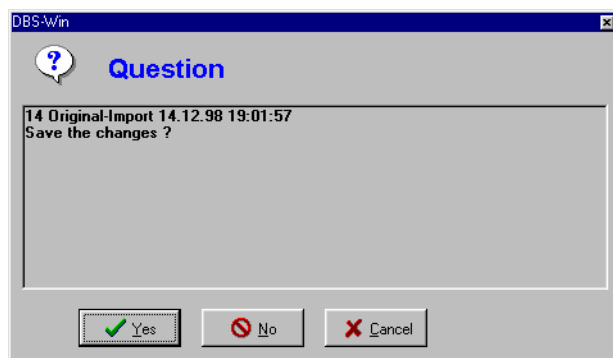 DBS-Win
Question
14 Original-Import 14.12.98 19:01:57
Save the changes ?
Yes
No
Cancel